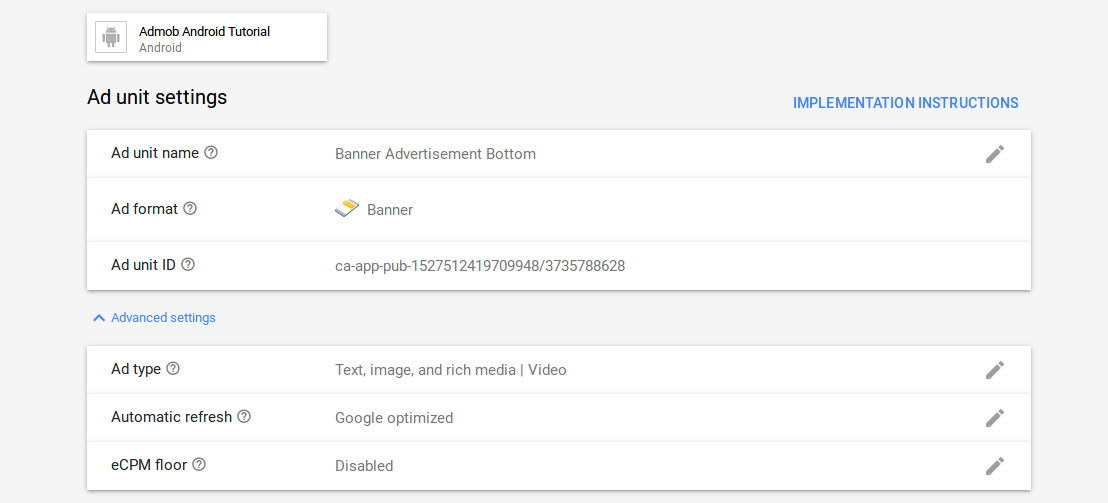 Admob Android Tutorial
Android
Ad unit settings
IMPLEMENTATION INSTRUCTIONS
Ad unit name Banner Advertisement Bottom
Ad format Banner
Ad unit ID ca-app-pub-1527512419709948/3735788628
Advanced settings
Ad type Text, image, and rich media | Video
Automatic refresh Google optimized
eCPM floor Disabled